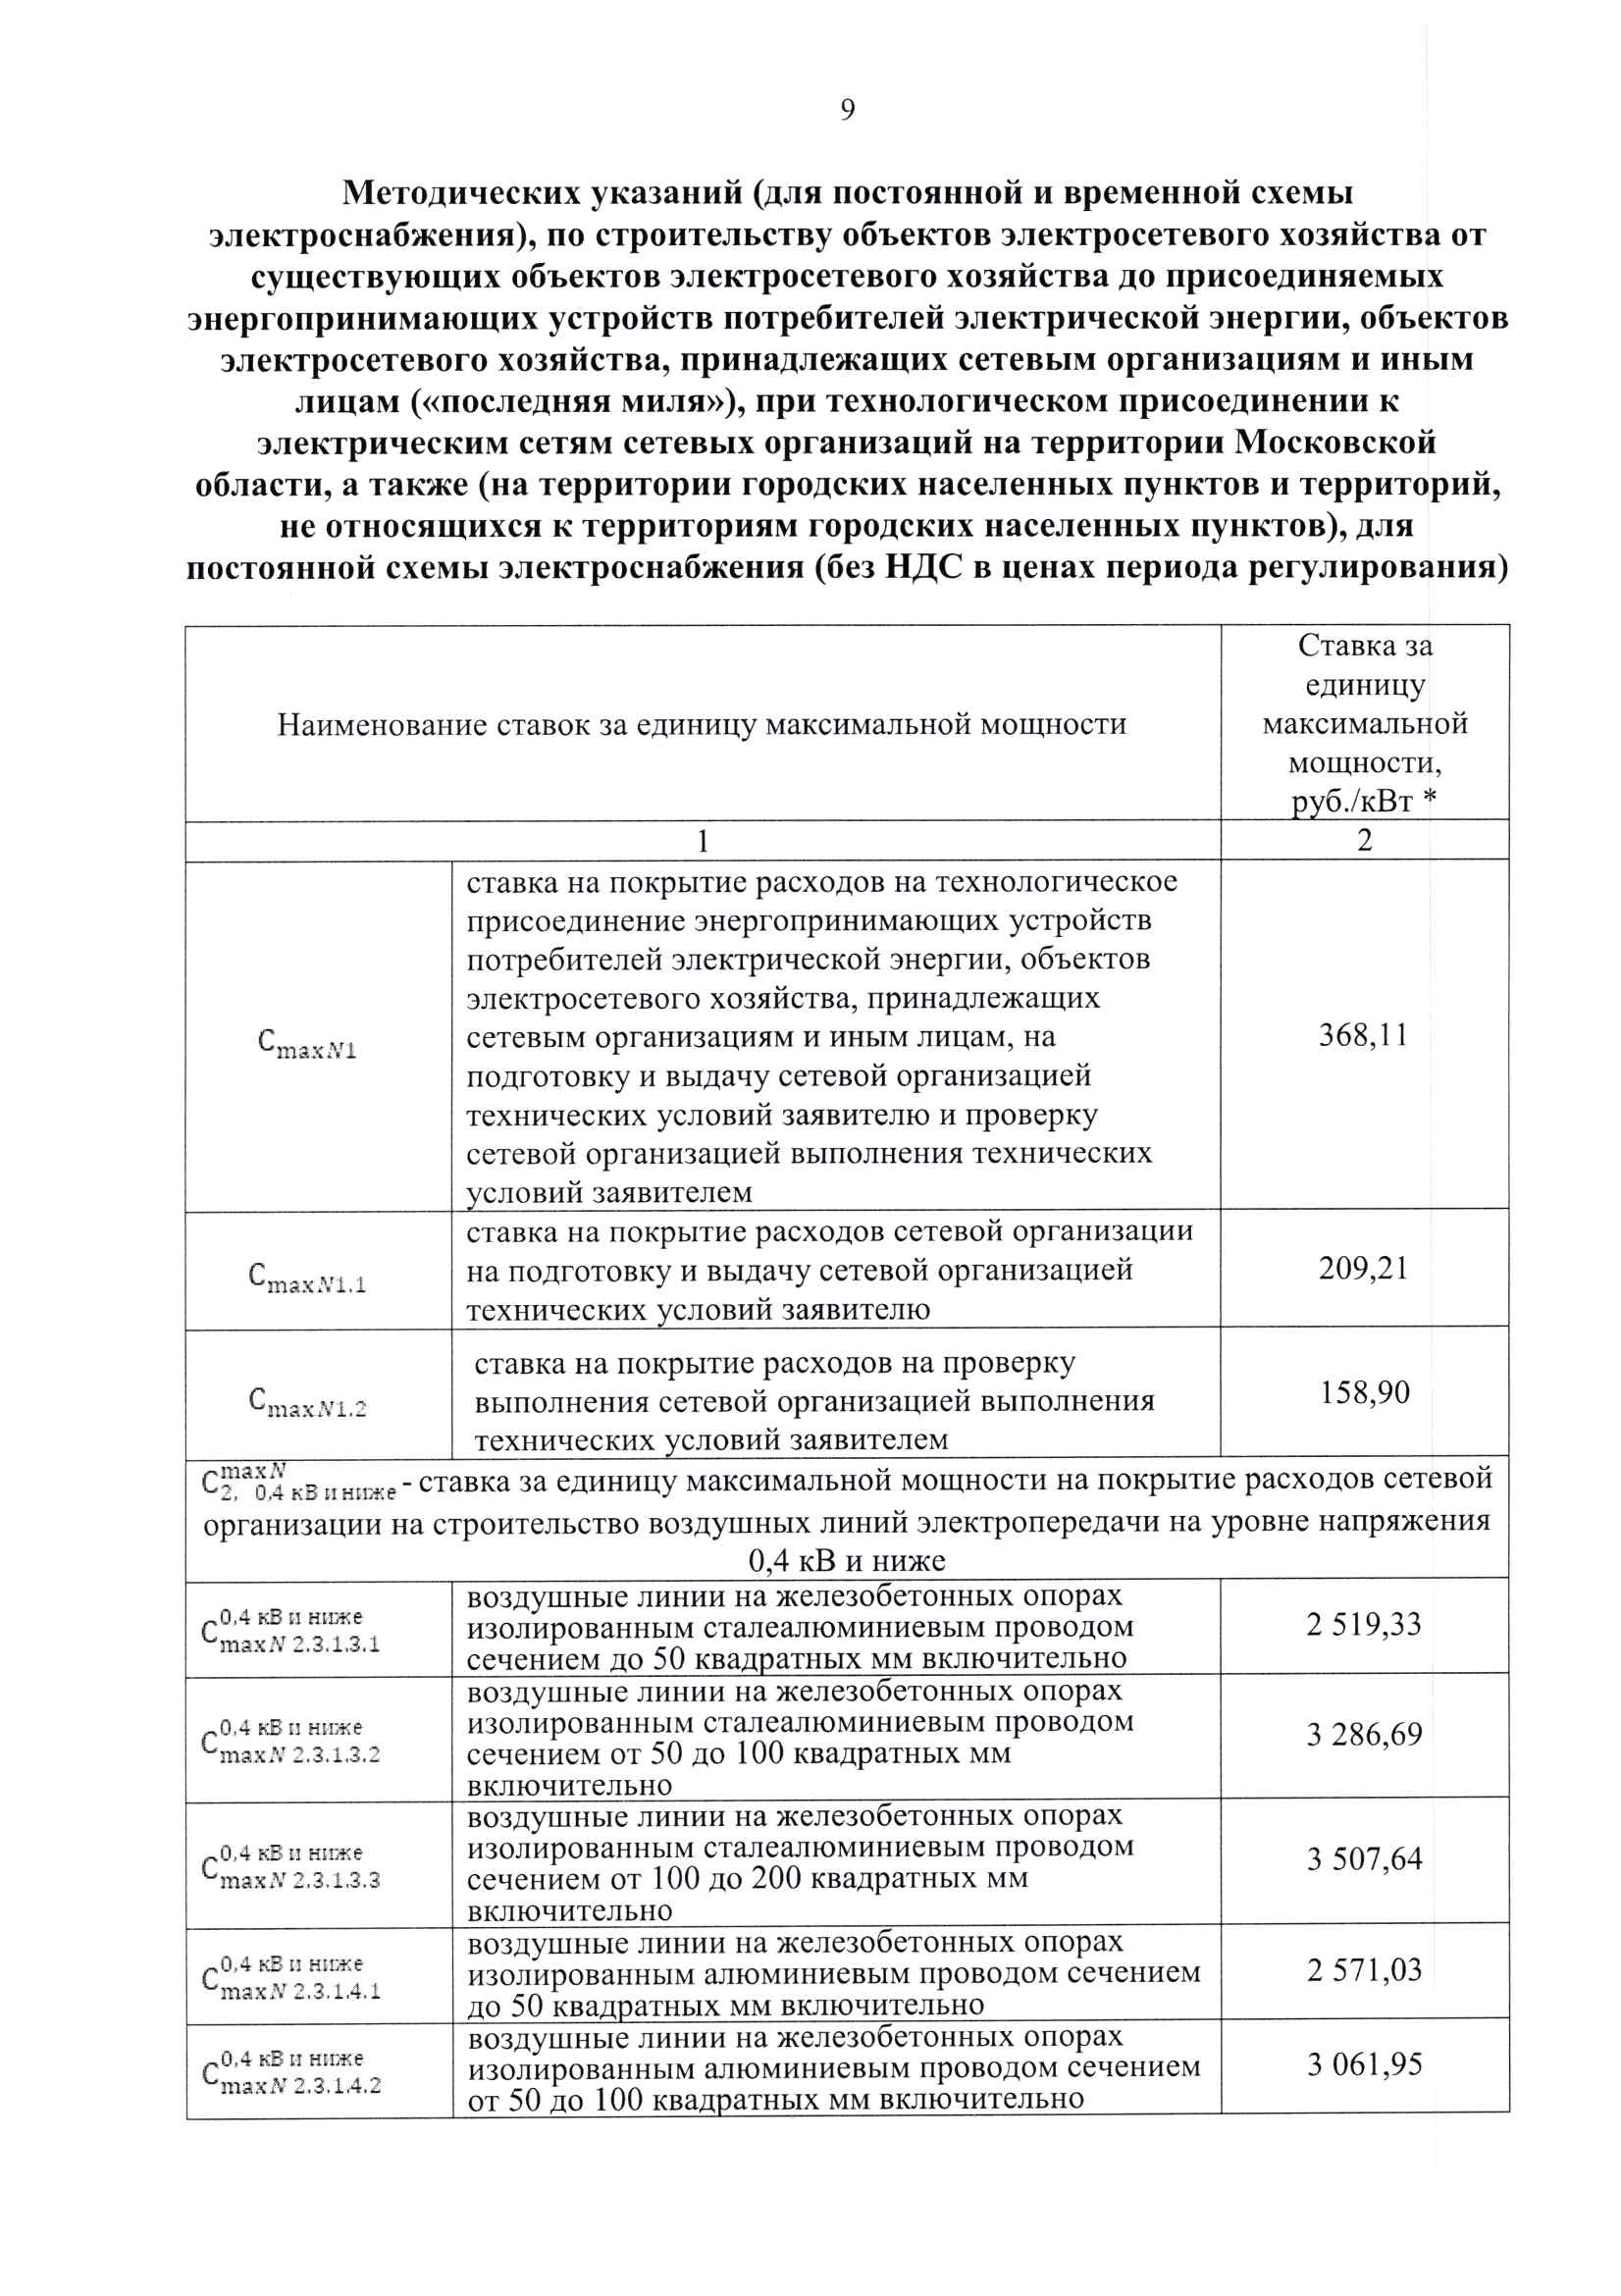 9
Методических указаний (для постоянной и временной схемы
электроснабжения), по строительству объектов электросетевого хозяйства от
существующих объектов электросетевого хозяйства до присоединяемых
энергопринимающих устройств потребителей электрической энергии, объектов
электросетевого хозяйства, принадлежащих сетевым организациям и иным
лицам («последняя миля»), при технологическом присоединении к
электрическим сетям сетевых организаций на территории Московской
области, а также (на территории городских населенных пунктов и территорий,
не относящихся к территориям городских населенных пунктов), для
постоянной схемы электроснабжения (без НДС в ценах периода регулирования)
Наименование ставок за единицу максимальной мощности
Ставка за
единицу
максимальной
мощности,
руб./кВт *
1
2
C maxN1
ставка на покрытие расходов на технологическое
присоединение энергопринимающих устройств
потребителей электрической энергии, объектов
электросетевого хозяйства, принадлежащих
сетевым организациям и иным лицам, на
подготовку и выдачу сетевой организацией
технических условий заявителю и проверку
сетевой организацией выполнения технических
условий заявителем
368,11
C maxN1.1
ставка на покрытие расходов сетевой организации
на подготовку и выдачу сетевой организацией
технических условий заявителю
209,21
C maxN1.2
ставка на покрытие расходов на проверку
выполнения сетевой организацией выполнения
технических условий заявителем
158,90
C maxN 2, 0,4 кВ и ниже - ставка за единицу максимальной мощности на покрытие расходов сетевой
организации на строительство воздушных линий электропередачи на уровне напряжения
0,4 кВ и ниже
C 0,4 кВ и ниже
maxN 2.3.1.3.1
воздушные линии на железобетонных опорах
изолированным сталеалюминиевым проводом
сечением до 50 квадратных мм включительно
2 519,33
C 0,4 кВ и ниже
maxN 2.3.1.3.2
воздушные линии на железобетонных опорах
изолированным сталеалюминиевым проводом
сечением от 50 до 100 квадратных мм
включительно
3 286,69
C 0,4 кВ и ниже
maxN 2.3.1.3.3
воздушные линии на железобетонных опорах
изолированным сталеалюминиевым проводом
сечением от 100 до 200 квадратных мм
включительно
3 507,64
C 0,4 кВ и ниже
maxN 2.3.1.4.1
воздушные линии на железобетонных опорах
изолированным алюминиевым проводом сечением
до 50 квадратных мм включительно
2 571,03
C 0,4 кВ и ниже
maxN 2.3.1.4.2
воздушные линии на железобетонных опорах
изолированным алюминиевым проводом сечением
от 50 до 100 квадратных мм включительно
3 061,95